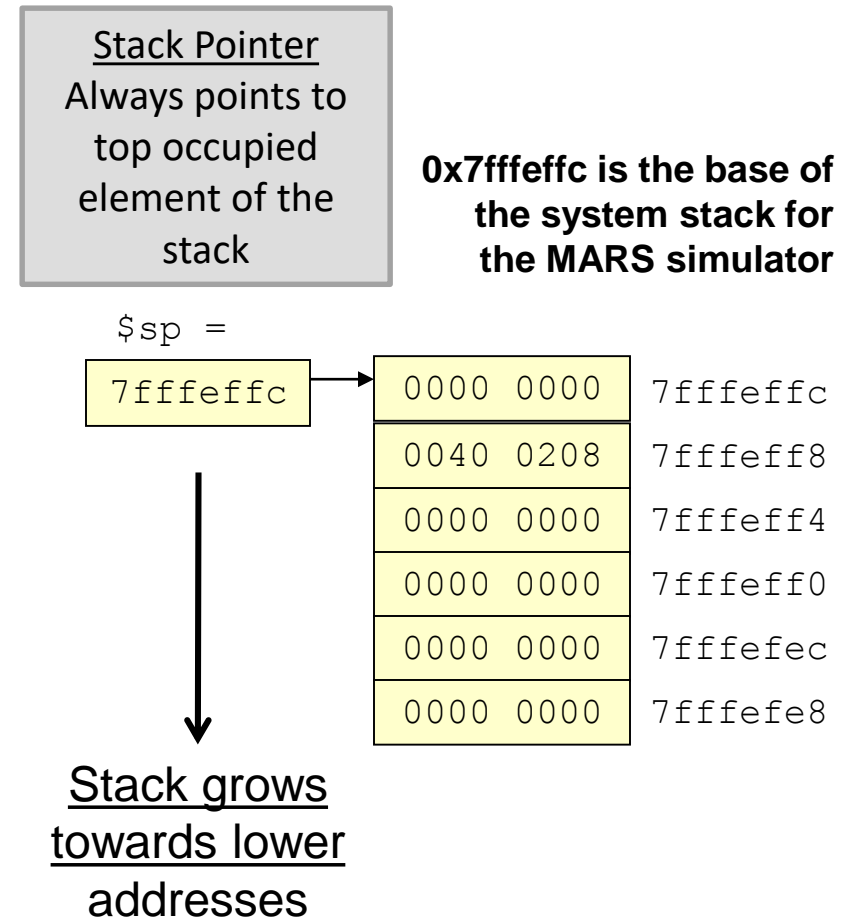 Stack Pointer
Always points to
top occupied
element of the
stack
0x7fffeffc is the base of
the system stack for
the MARS simulator
$sp =
7fffeffc
0000 0000 7fffeffc
0040 0208 7fffeff8
0000 0000 7fffeff4
0000 0000 7fffeff0
0000 0000 7fffefec
0000 0000 7fffefe8
Stack grows
towards lower
addresses